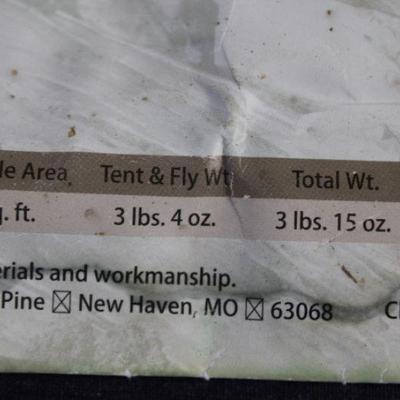 le Area Tent & Fly Wt Total Wt.
q. ft. 3 lbs. 4 oz. 3 lbs. 15 oz.
erials and workmanship.
Pine ☒ New Haven, MO ☒ 63068 C